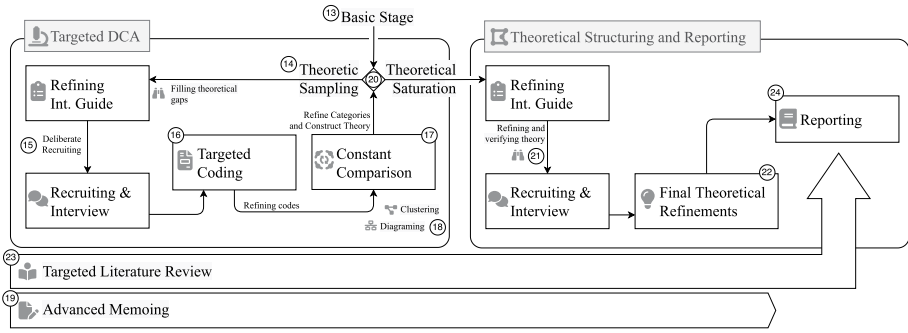 13 Basic Stage
Targeted DCA
Theoretical Structuring and Reporting
14 Theoretic
Sampling
20
Theoretical
Saturation
Filling theoretical
gaps
Refining
Int. Guide
15 Deliberate
Recruiting
Recruiting &
Interview
16
Targeted
Coding
Refining codes
Refine Categories
and Construct Theory
17
Constant
Comparison
Clustering
Diagraming 18
Refining
Int. Guide
Refining and
verifying theory
21
Recruiting &
Interview
22
Final Theoretical
Refinements
24
Reporting
23
Targeted Literature Review
19
Advanced Memoing